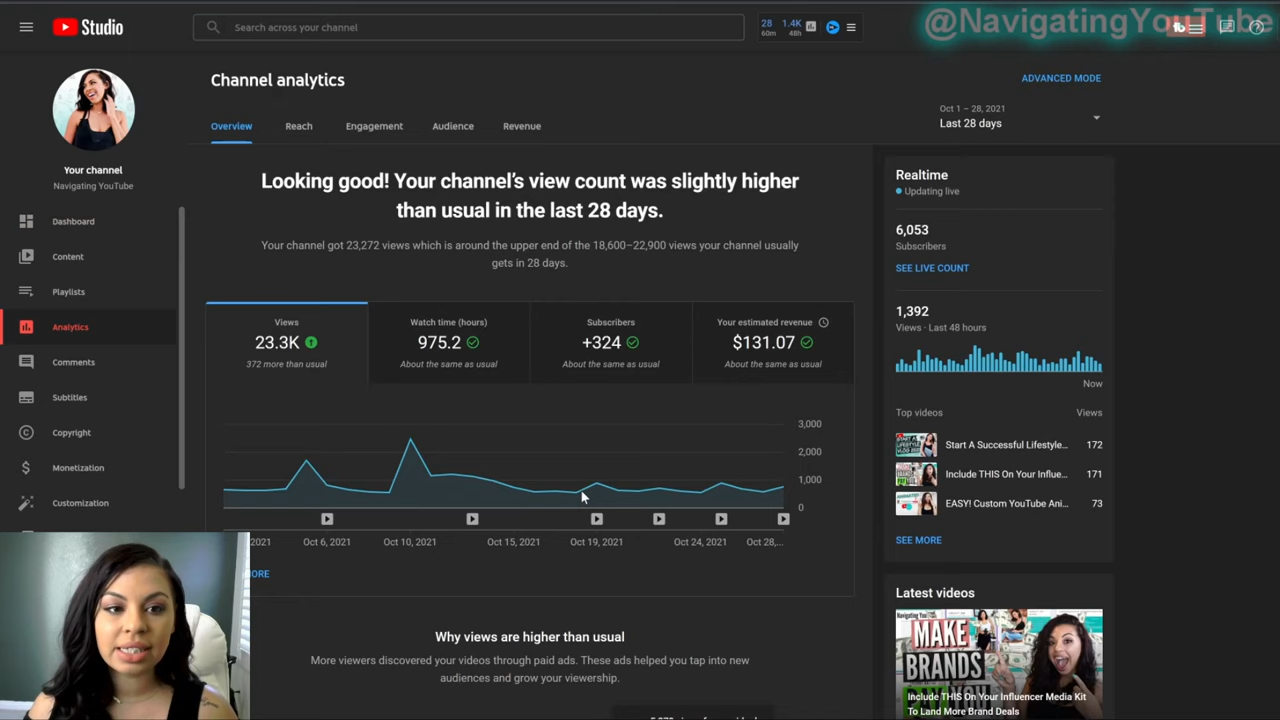 Studio
Search across your channel
28
60m
1.4K
48h
@NavigatingYouTube
Channel analytics
ADVANCED MODE
Oct 1 – 28, 2021
Last 28 days
Overview
Reach
Engagement
Audience
Revenue
Your channel
Navigating YouTube
Dashboard
Content
Playlists
Analytics
Comments
Subtitles
Copyright
Monetization
Customization
Looking good! Your channel's view count was slightly higher
than usual in the last 28 days.
Your channel got 23,272 views which is around the upper end of the 18,600–22,900 views your channel usually
gets in 28 days.
Views
23.3K
372 more than usual
Watch time (hours)
975.2
About the same as usual
Subscribers
+324
About the same as usual
Your estimated revenue
$131.07
About the same as usual
3,000
2,000
1,000
0
2021
Oct 6, 2021
Oct 10, 2021
Oct 15, 2021
Oct 19, 2021
Oct 24, 2021
Oct 28,...
MORE
Why views are higher than usual
More viewers discovered your videos through paid ads. These ads helped you tap into new
audiences and grow your viewership.
Realtime
Updating live
6,053
Subscribers
SEE LIVE COUNT
1,392
Views · Last 48 hours
Now
Top videos
Views
Start A Successful Lifestyle...
172
Include THIS On Your Influe...
171
EASY! Custom YouTube Ani...
73
SEE MORE
Latest videos
Navigating You
MAKE
BRANDS
PAY YOU
Include THIS On Your Influencer Media Kit
To Land More Brand Deals